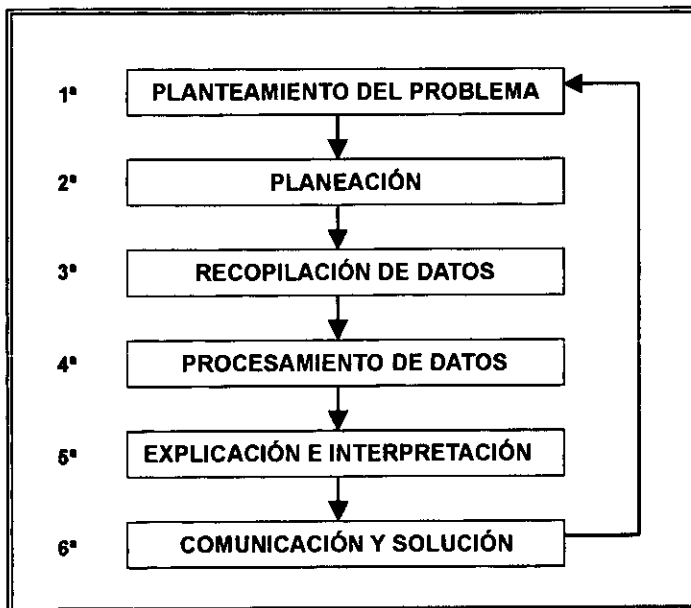 1ª PLANTEAMIENTO DEL PROBLEMA
2ª PLANEACIÓN
3ª RECOPILACIÓN DE DATOS
4ª PROCESAMIENTO DE DATOS
5ª EXPLICACIÓN E INTERPRETACIÓN
6ª COMUNICACIÓN Y SOLUCIÓN